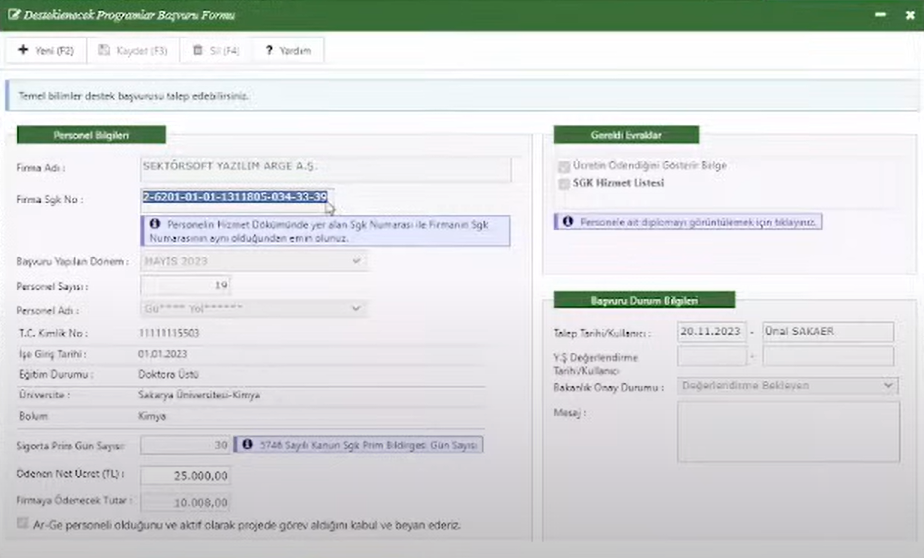 Desteklenecek Programlar Başvuru Formu
Yeni (F2) Kaydet (F3) Sil (F4) ? Yardım
Temel bilimler destek başvurusu talep edebilirsiniz.
Personel Bilgileri
Firma Adı : SEKTÖRSOFT YAZILIM ARGE A.Ş.
Firma Sgk No : 2-6201-01-01-1311805-034-33-39
Personelin Hizmet Dökümünde yer alan Sgk Numarası ile Firmanın Sgk
Numarasının aynı olduğundan emin olunuz.
Başvuru Yapılan Dönem : MAYIS 2023
Personel Sayısı : 19
Personel Adı : Gu**** Yol******
T.C. Kimlik No : 11111115503
İşe Giriş Tarihi : 01.01.2023
Eğitim Durumu : Doktora Üstü
Üniversite : Sakarya Üniversitesi-Kimya
Bölüm Kimya
Sigorta Prim Gün Sayısı: 30 5746 Sayılı Kanun Sgk Prim Bildirgesi Gün Sayısı
Ödenen Net Ücret (TL) : 25.000,00
Firmaya Ödenecek Tutar : 10.008,00
Ar-Ge personeli olduğunu ve aktif olarak projede görev aldığını kabul ve beyan ederiz.
Gerekli Evraklar
Ücretin Ödendiğini Gösterir Belge
SGK Hizmet Listesi
Personele ait diplomayı görüntülemek için tıklayınız.
Başvuru Durum Bilgileri
Talep Tarihi/Kullanıcı : 20.11.2023 - Ünal SAKAER
Y.Ş Değerlendirme -
Tarihi/Kullanıcı
Bakanlık Onay Durumu : Değerlendirme Bekleyen
Mesaj :